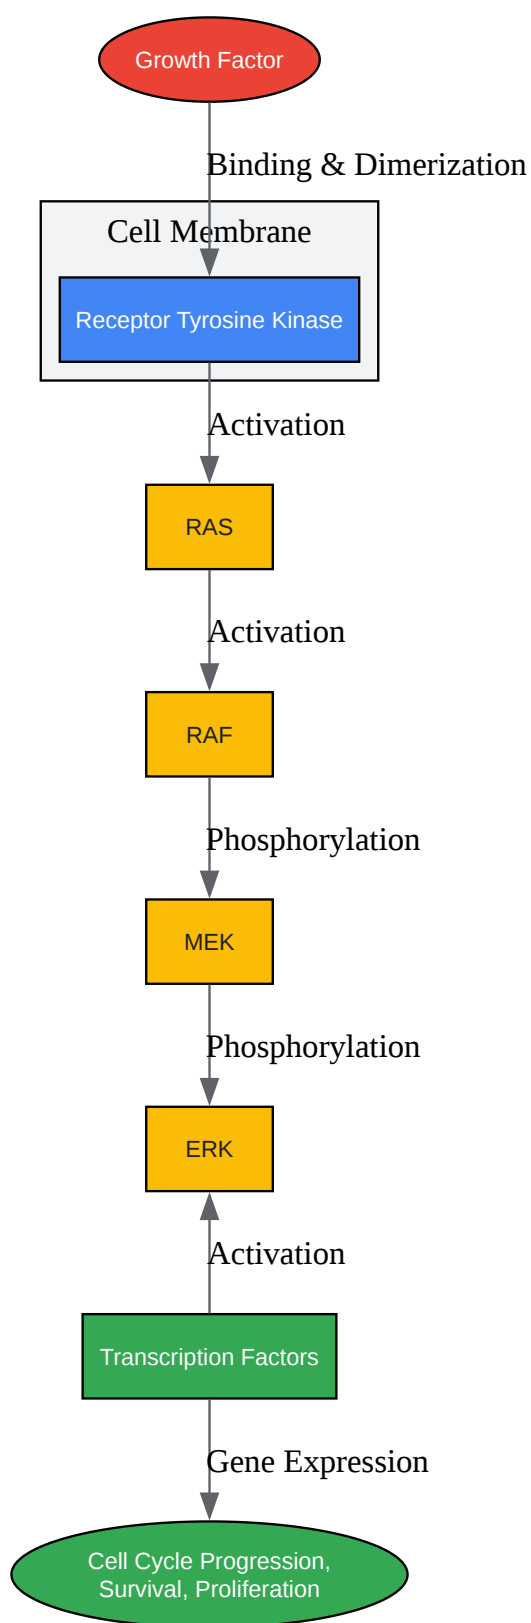 Growth Factor
Binding & Dimerization
Cell Membrane
Receptor Tyrosine Kinase
Activation
RAS
Activation
RAF
Phosphorylation
MEK
Phosphorylation
ERK
Activation
Transcription Factors
Gene Expression
Cell Cycle Progression,
Survival, Proliferation